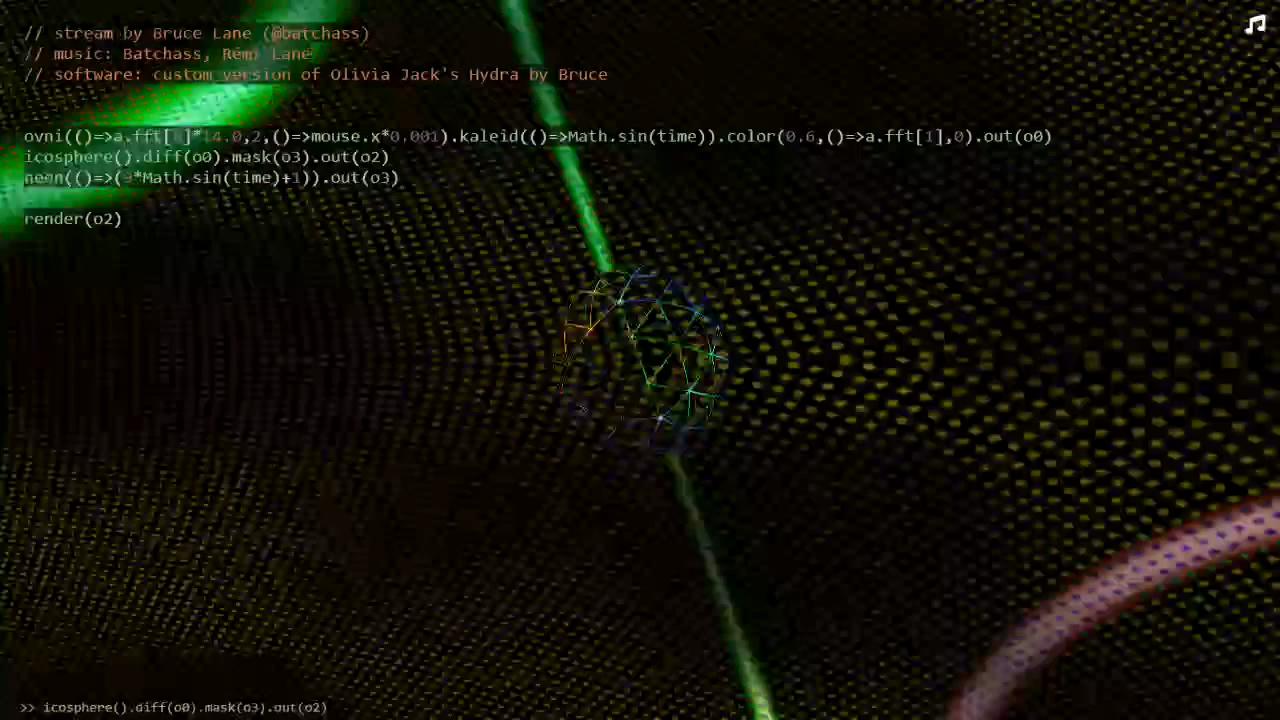 // stream by Bruce Lane (@batchass)
// music: Batchass, Rémi Lane
// software: custom version of Olivia Jack's Hydra by Bruce
ovni(()=>a.fft[ ]*14.0,2,()=>mouse.x*0.001).kaleid(()=>Math.sin(time)).color(0.6,()=>a.fft[1],0).out(o0)
icosphere().diff(o0).mask(o3).out(o2)
neon(()=>(9*Math.sin(time)+1)).out(o3)
render(o2)
>> icosphere().diff(o0).mask(o3).out(o2)